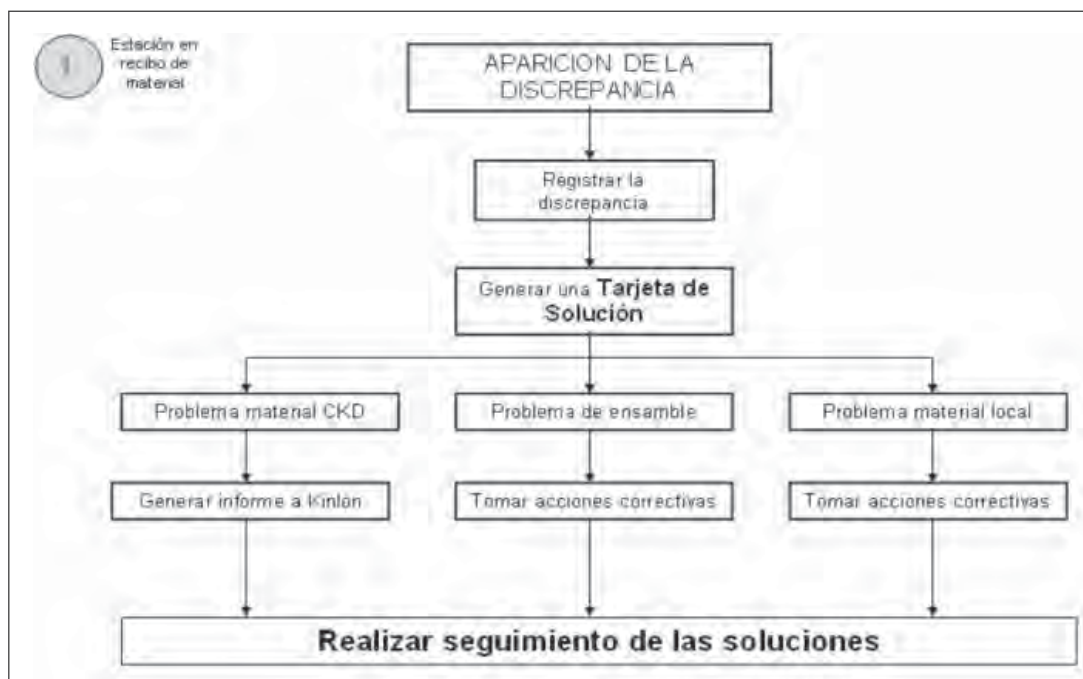 Estación en
recibo de
material
APARICION DE LA
DISCREPANCIA
Registrar la
discrepancia
Generar una Tarjeta de
Solución
Problema material CKD
Problema de ensamble
Problema material local
Generar informe a Kinlon
Tomar acciones correctivas
Tomar acciones correctivas
Realizar seguimiento de las soluciones